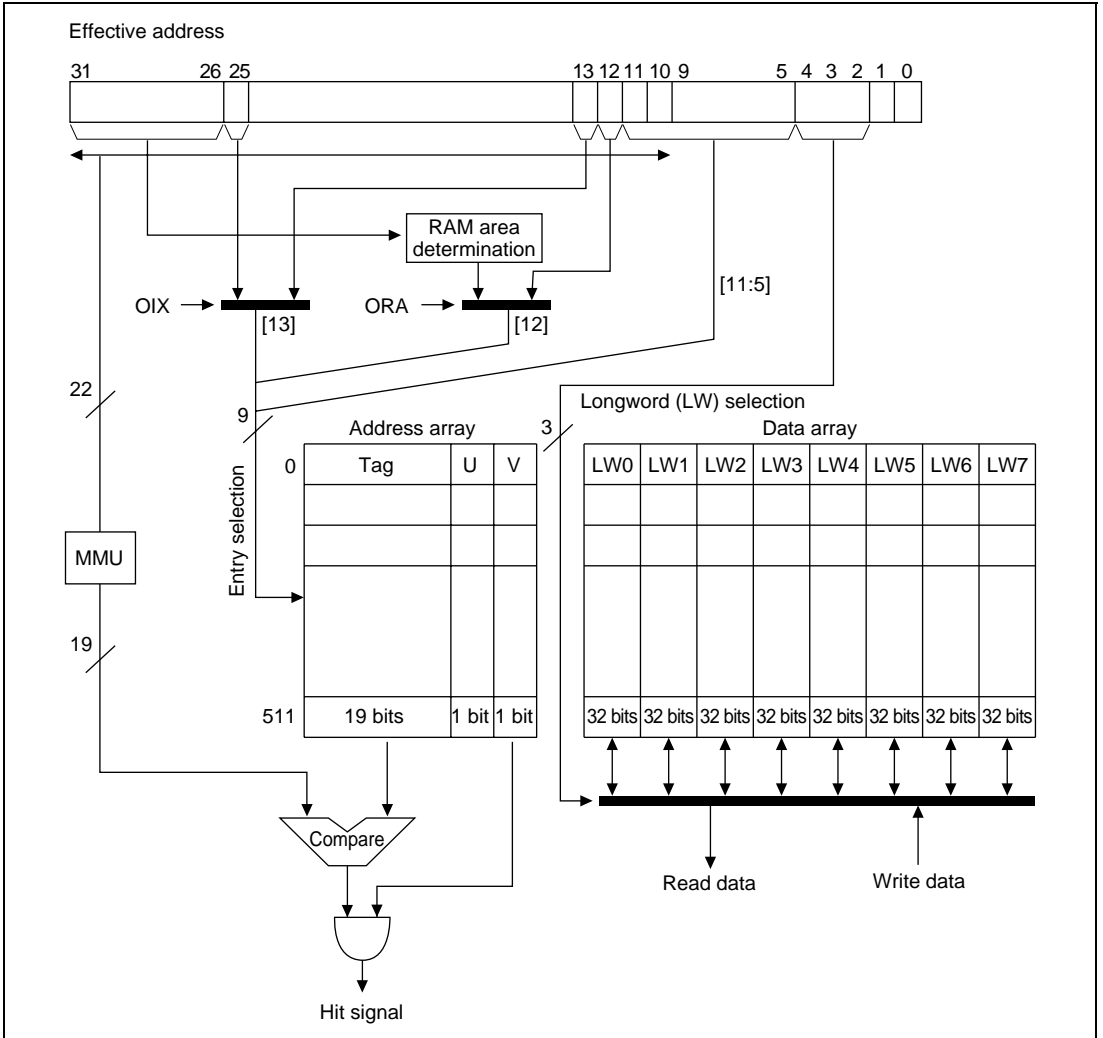 Effective address
31 26 25 13 12 11 10 9 5 4 3 2 1 0
RAM area
determination
[11:5]
OIX
ORA
[13]
[12]
22
Longword (LW) selection
9
3
Address array
Data array
0
Tag U V
LW0 LW1 LW2 LW3 LW4 LW5 LW6 LW7
Entry selection
MMU
19
511
19 bits 1 bit 1 bit
32 bits 32 bits 32 bits 32 bits 32 bits 32 bits 32 bits 32 bits
Compare
Read data
Write data
Hit signal